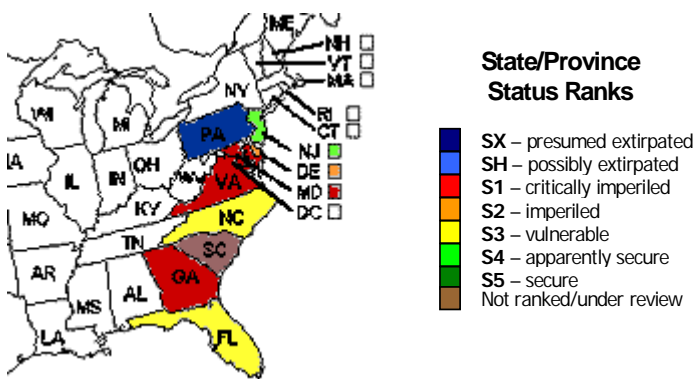 ME
NH
VT
MA
NY
WI
MI
RI
CT
PA
NJ
OH
IA
IL
IN
DE
VA
MD
KY
DC
MO
NC
TN
SC
AR
GA
AL
MS
LA
FL
State/Province
Status Ranks
SX – presumed extirpated
SH – possibly extirpated
S1 – critically imperiled
S2 – imperiled
S3 – vulnerable
S4 – apparently secure
S5 – secure
Not ranked/under review